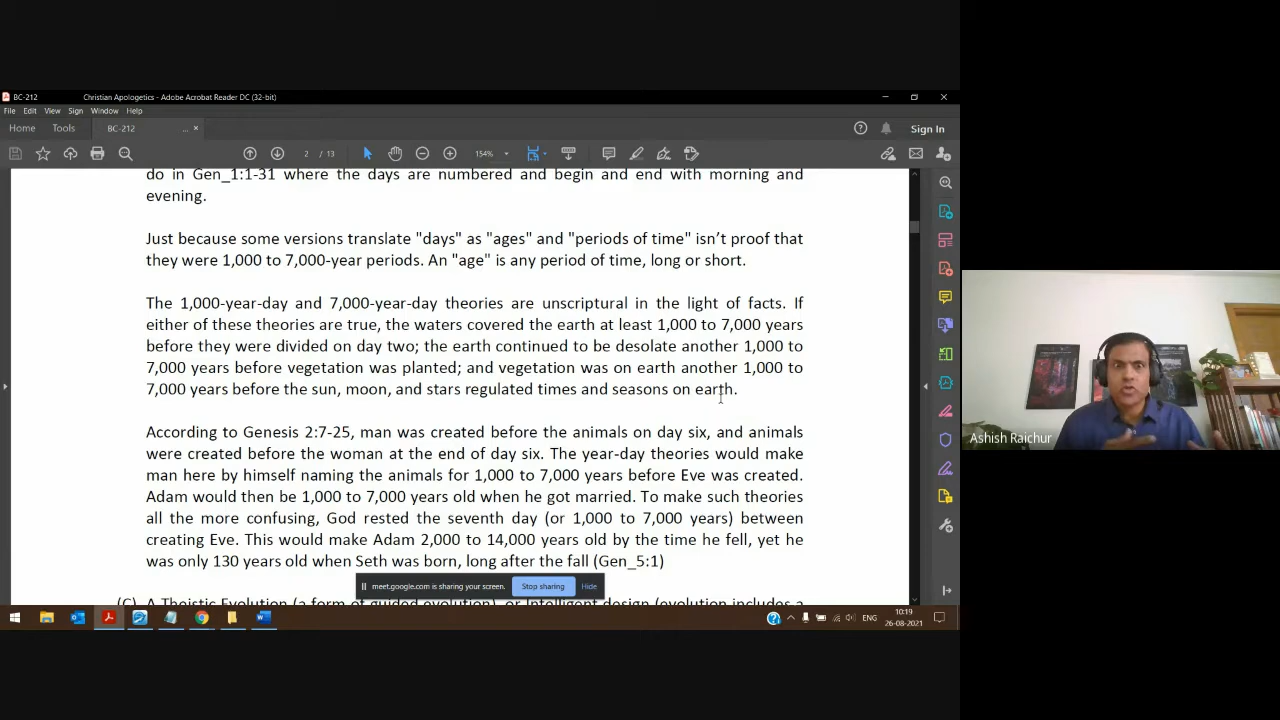 BC-212 Christian Apologetics - Adobe Acrobat Reader DC (32-bit)
File Edit View Sign Window Help
Home Tools BC-212 ... × Sign In
2 / 13 154%
do in Gen_1:1-31 where the days are numbered and begin and end with morning and
evening.
Just because some versions translate "days" as "ages" and "periods of time" isn't proof that
they were 1,000 to 7,000-year periods. An "age" is any period of time, long or short.
The 1,000-year-day and 7,000-year-day theories are unscriptural in the light of facts. If
either of these theories are true, the waters covered the earth at least 1,000 to 7,000 years
before they were divided on day two; the earth continued to be desolate another 1,000 to
7,000 years before vegetation was planted; and vegetation was on earth another 1,000 to
7,000 years before the sun, moon, and stars regulated times and seasons on earth.
According to Genesis 2:7-25, man was created before the animals on day six, and animals
were created before the woman at the end of day six. The year-day theories would make
man here by himself naming the animals for 1,000 to 7,000 years before Eve was created.
Adam would then be 1,000 to 7,000 years old when he got married. To make such theories
all the more confusing, God rested the seventh day (or 1,000 to 7,000 years) between
creating Eve. This would make Adam 2,000 to 14,000 years old by the time he fell, yet he
was only 130 years old when Seth was born, long after the fall (Gen_5:1)
meet.google.com is sharing your screen. Stop sharing Hide
(C) A Theistic Evolution (a form of guided evolution), or Intelligent design (evolution includes a
ENG 10:19
26-08-2021
Ashish Raichur